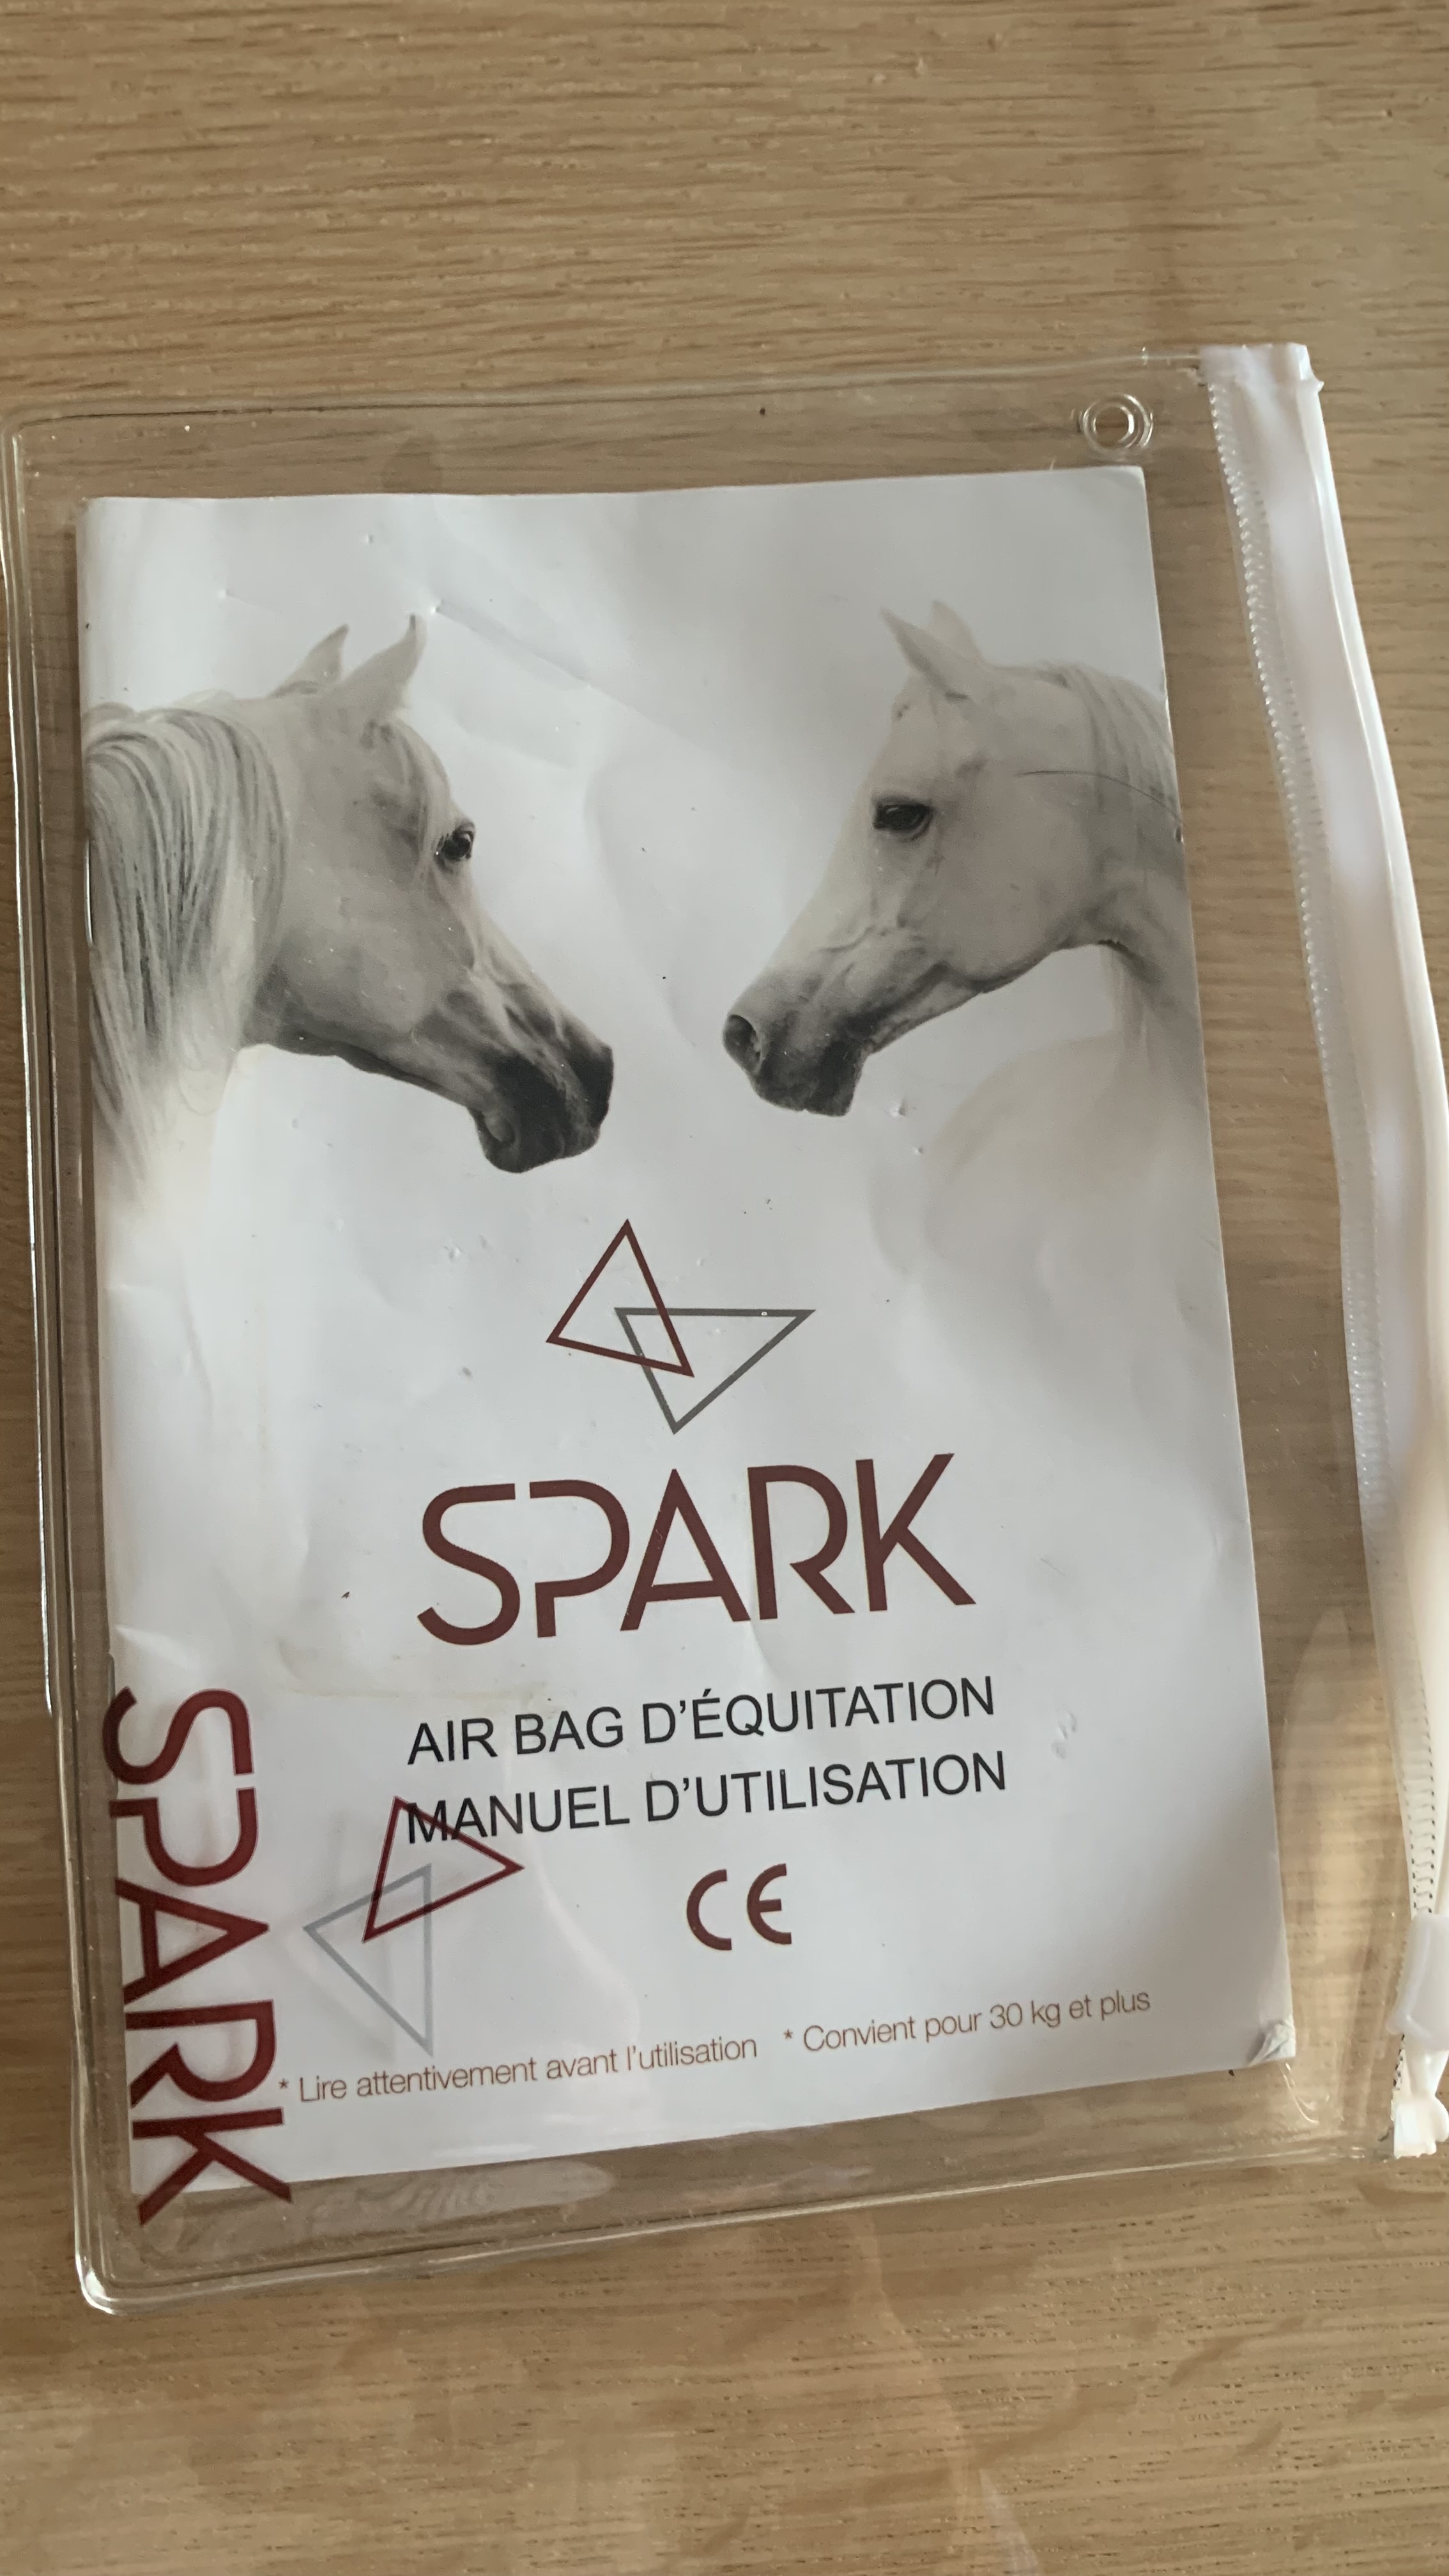 SPARK
AIR BAG D'ÉQUITATION
MANUEL D'UTILISATION
CE
* Lire attentivement avant l'utilisation * Convient pour 30 kg et plus
SPARK